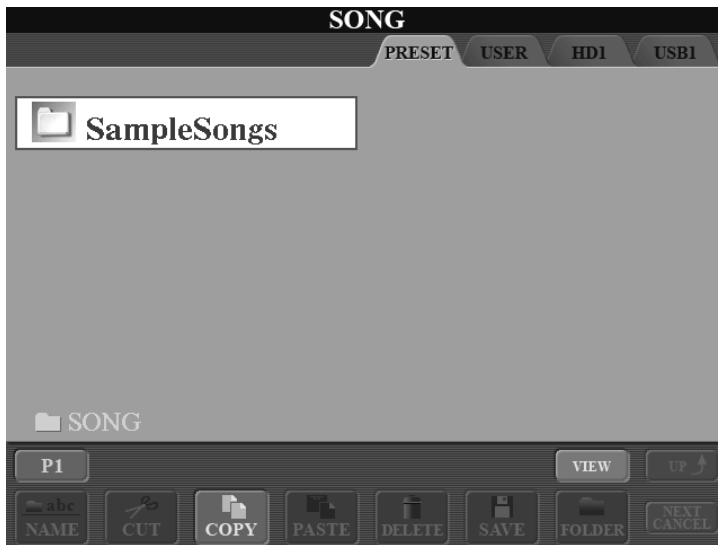 SONG
PRESET USER HD1 USB1
SampleSongs
SONG
P1 VIEW UP
abc
NAME CUT COPY PASTE DELETE SAVE FOLDER NEXT
CANCEL